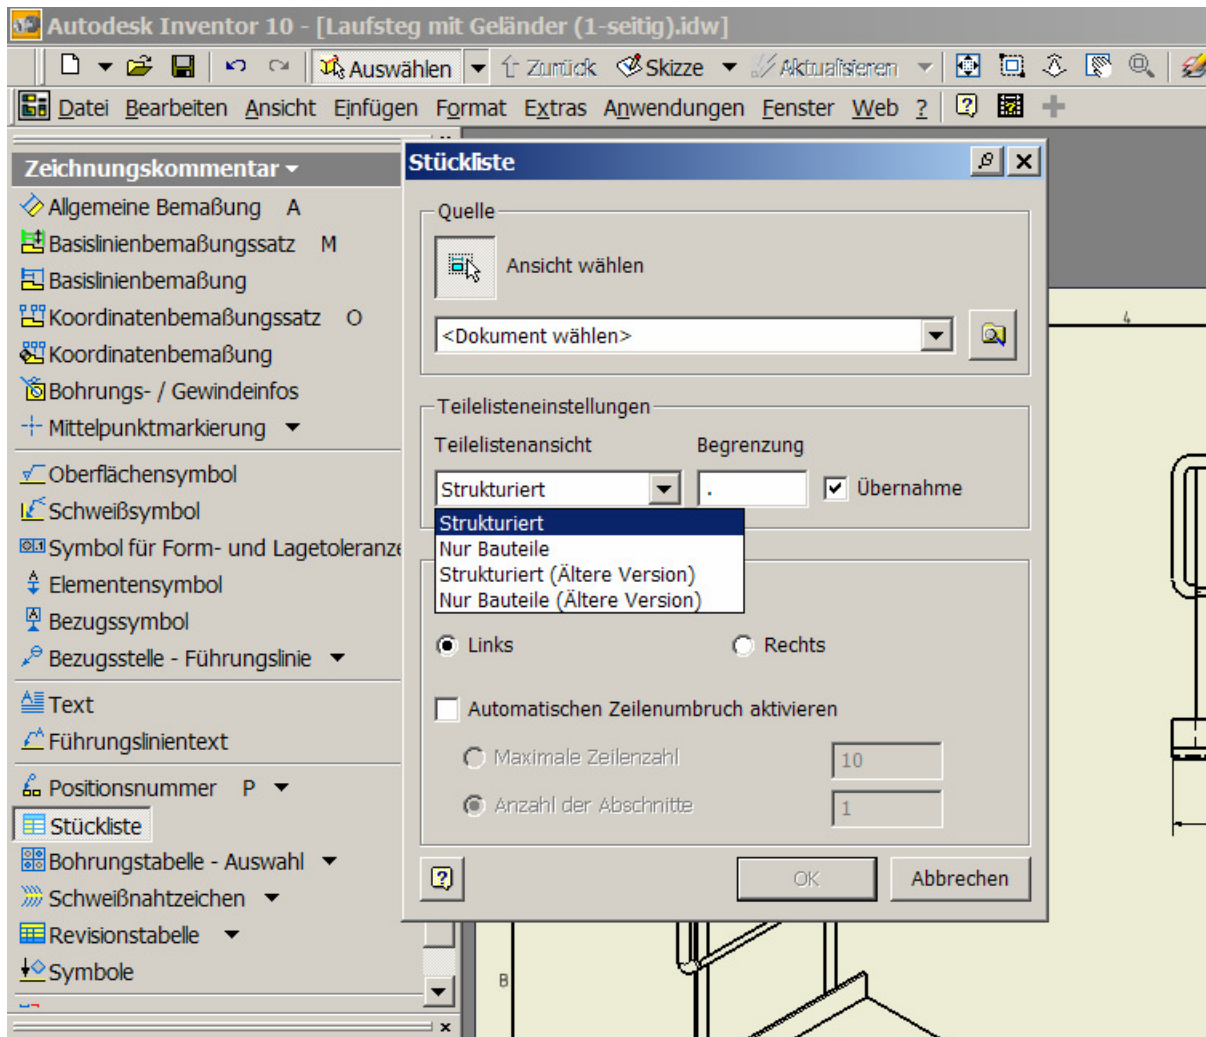 Autodesk Inventor 10 - [Laufsteg mit Geländer (1-seitig).idw]
Auswählen Zurück Skizze Aktualisieren
Datei Bearbeiten Ansicht Einfügen Format Extras Anwendungen Fenster Web ?
Zeichnungskommentar
Allgemeine Bemaßung A
Basislinienbemaßungssatz M
Basislinienbemaßung
Koordinatenbemaßungssatz O
Koordinatenbemaßung
Bohrungs- / Gewindeinfos
Mittelpunktmarkierung
Oberflächensymbol
Schweißsymbol
Symbol für Form- und Lagetoleranze
Elementensymbol
Bezugssymbol
Bezugsstelle - Führungslinie
Text
Führungslinientext
Positionsnummer P
Stückliste
Bohrungstabelle - Auswahl
Schweißnahtzeichen
Revisionstabelle
Symbole
Stückliste
Quelle
Ansicht wählen
<Dokument wählen>
Teilelisteneinstellungen
Teilelistenansicht Begrenzung
Strukturiert . Übernahme
Strukturiert
Nur Bauteile
Strukturiert (Ältere Version)
Nur Bauteile (Ältere Version)
Links Rechts
Automatischen Zeilenumbruch aktivieren
Maximale Zeilenzahl 10
Anzahl der Abschnitte 1
OK Abbrechen
4
B